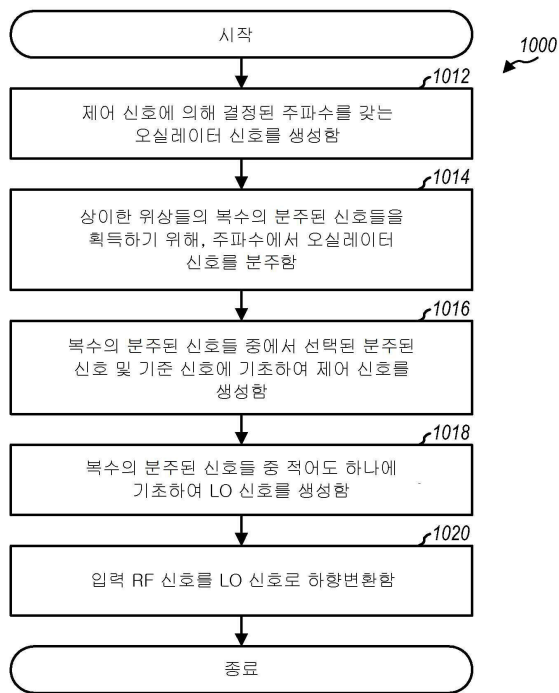 시작
1000
1012
제어 신호에 의해 결정된 주파수를 갖는
오실레이터 신호를 생성함
1014
상이한 위상들의 복수의 분주된 신호들을
획득하기 위해, 주파수에서 오실레이터
신호를 분주함
1016
복수의 분주된 신호들 중에서 선택된 분주된
신호 및 기준 신호에 기초하여 제어 신호를
생성함
1018
복수의 분주된 신호들 중 적어도 하나에
기초하여 LO 신호를 생성함
1020
입력 RF 신호를 LO 신호로 하향변환함
종료